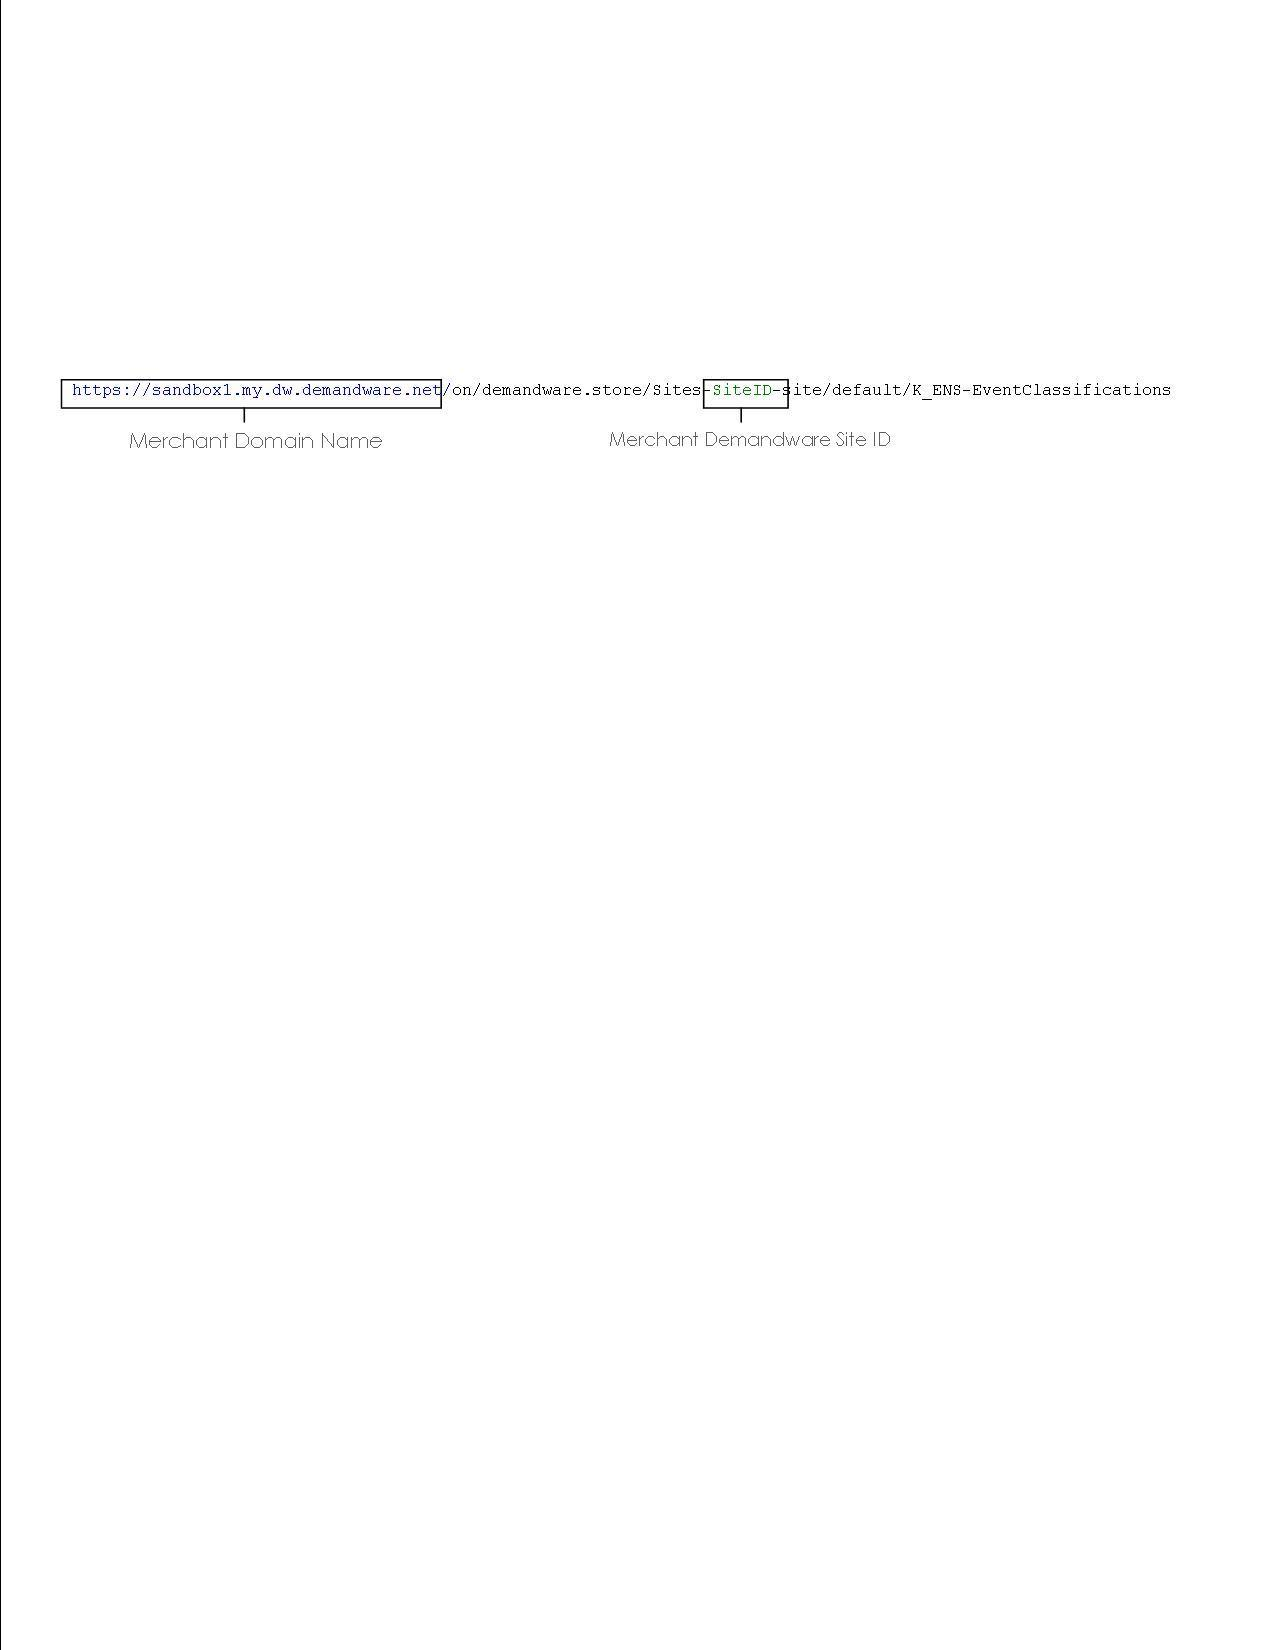 https://sandbox1.my.dw.demandware.net/on/demandware.store/Sites-SiteID-site/default/K_ENS-EventClassifications
Merchant Domain Name
Merchant Demandware Site ID